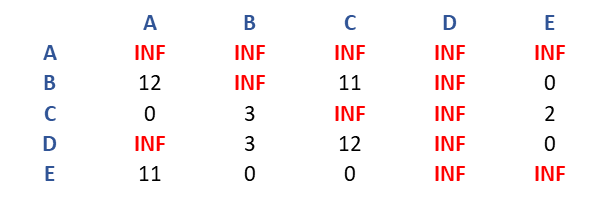 A B C D E
A INF INF INF INF INF
B 12 INF 11 INF 0
C 0 3 INF INF 2
D INF 3 12 INF 0
E 11 0 0 INF INF